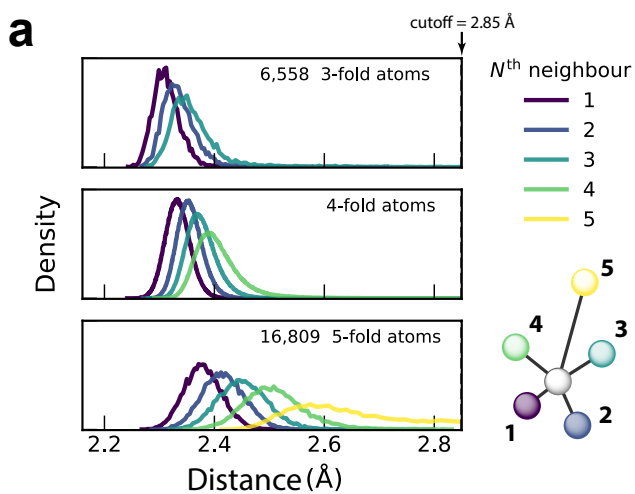 a
cutoff = 2.85 Å
6,558 3-fold atoms
4-fold atoms
16,809 5-fold atoms
Density
2.2 2.4 2.6 2.8
Distance (Å)
Nth neighbour
1
2
3
4
5
5
4
3
1
2